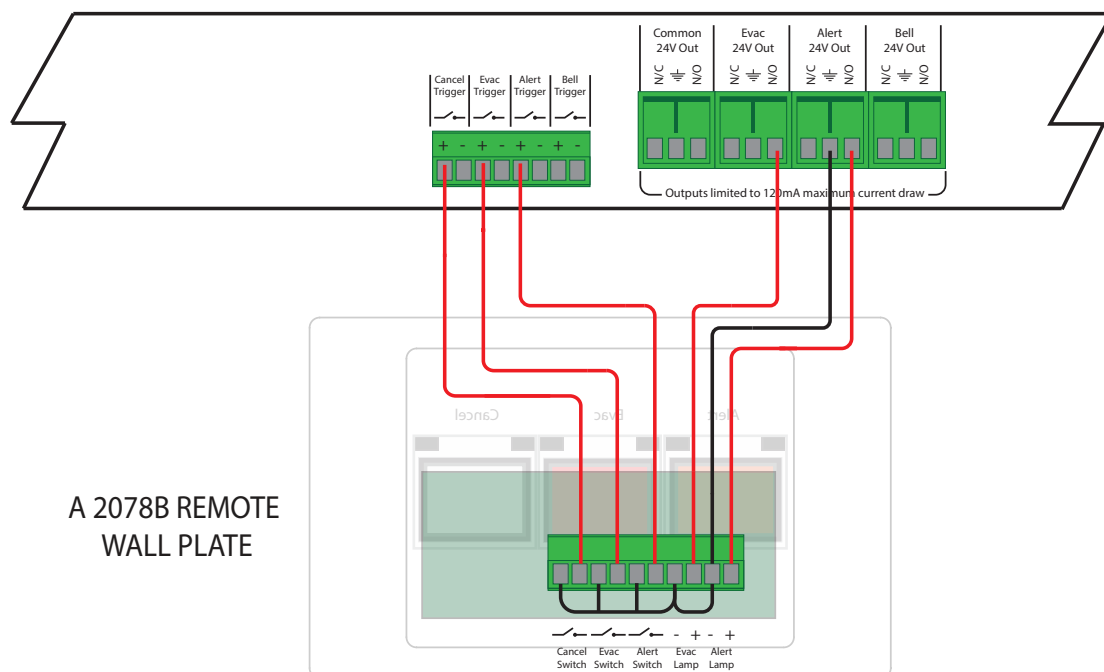 Common Evac Alert Bell
24V Out 24V Out 24V Out 24V Out
N/C N/O N/C N/O N/C N/O N/C N/O
Cancel Evac Alert Bell
Trigger Trigger Trigger Trigger
+ - + - + - + -
Outputs limited to 120mA maximum current draw
Cancel Evac Alert
A 2078B REMOTE
WALL PLATE
- + - +
Cancel Evac Alert Evac Alert
Switch Switch Switch Lamp Lamp